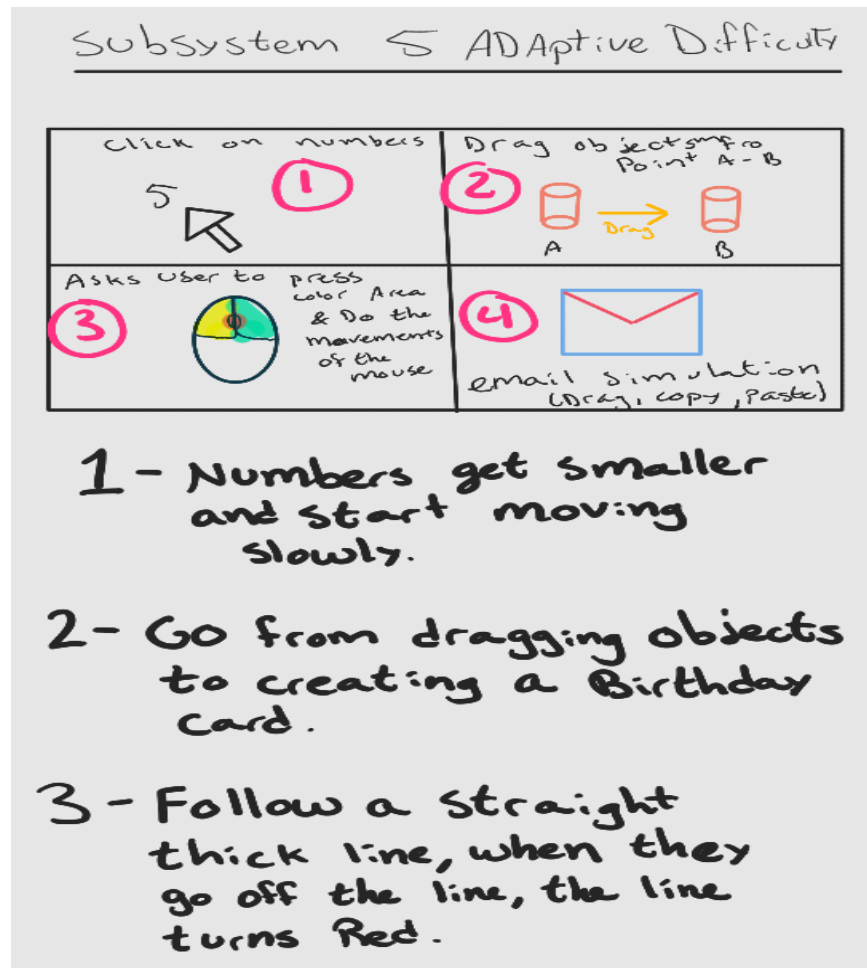 Subsystem 5 ADAptive Difficulty
Click on numbers
1
5
Drag objects fro
m
Point A - B
2
Drag
A
B
Asks user to press
color Area
& Do the
movements
of the
mouse
3
4
email simulation
(Drag, copy, Paste)
1 - Numbers get smaller
and start moving
slowly.
2 - Go from dragging objects
to creating a Birthday
Card.
3 - Follow a straight
thick line, when they
go off the line, the line
turns Red.